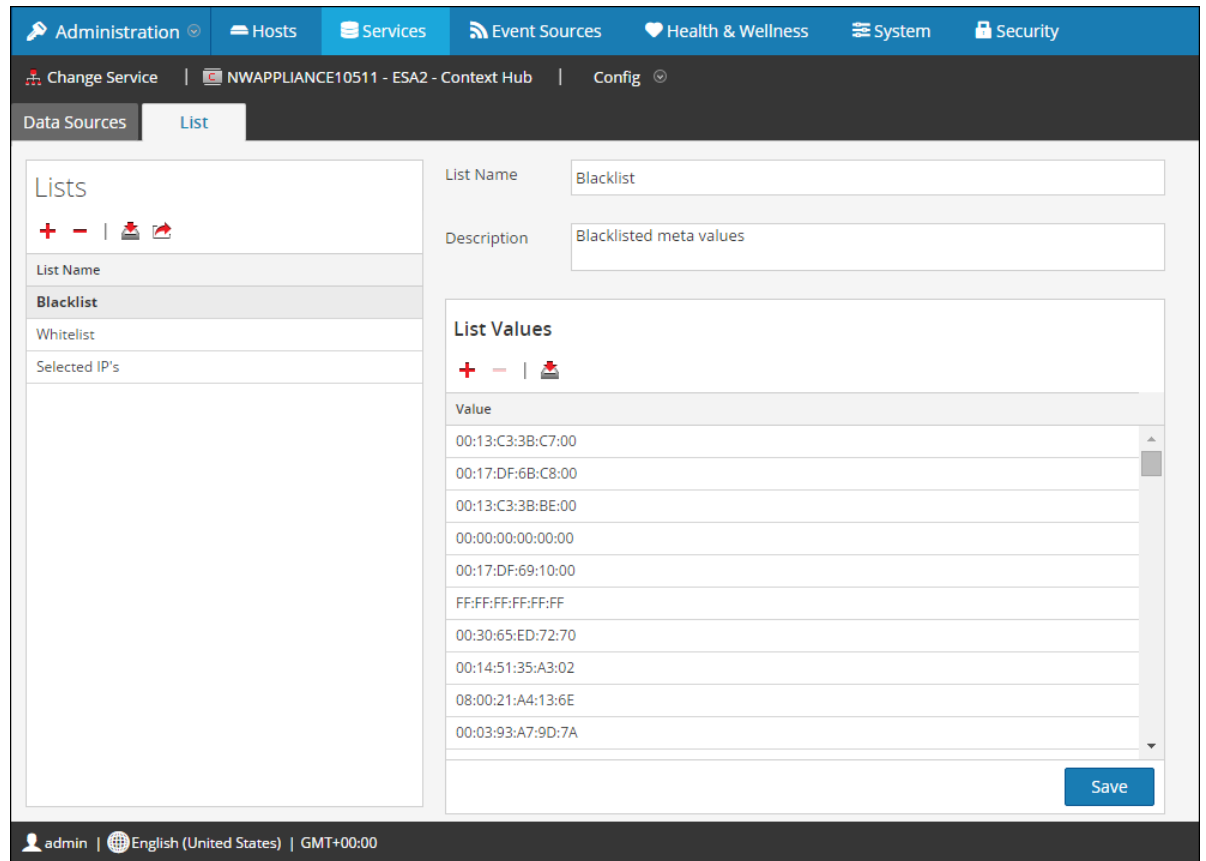 Administration Hosts Services Event Sources Health & Wellness System Security
Change Service | NWAPPLIANCE10511 - ESA2 - Context Hub | Config
Data Sources List
Lists
List Name
Blacklist
Whitelist
Selected IP's
List Name Blacklist
Description Blacklisted meta values
List Values
Value
00:13:C3:3B:C7:00
00:17:DF:6B:C8:00
00:13:C3:3B:BE:00
00:00:00:00:00:00
00:17:DF:69:10:00
FF:FF:FF:FF:FF:FF
00:30:65:ED:72:70
00:14:51:35:A3:02
08:00:21:A4:13:6E
00:03:93:A7:9D:7A
Save
admin | English (United States) | GMT+00:00